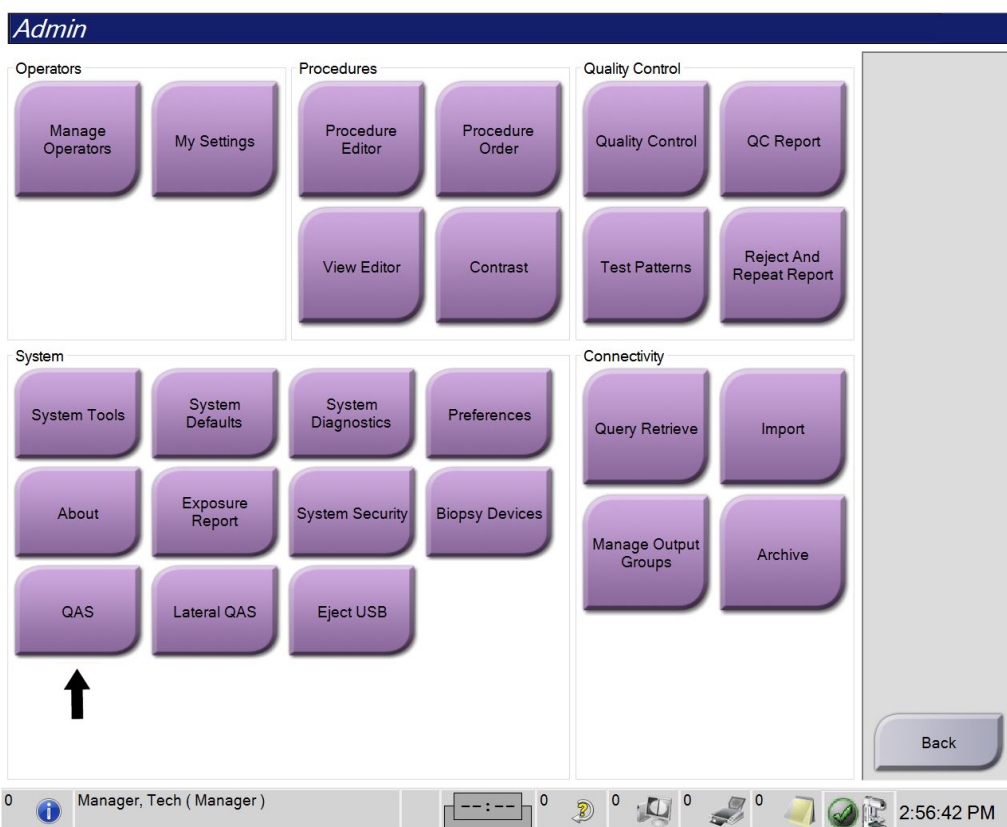 Admin
Operators
Manage
Operators
My Settings
Procedures
Procedure
Editor
Procedure
Order
View Editor
Contrast
Quality Control
Quality Control
QC Report
Test Patterns
Reject And
Repeat Report
System
System Tools
System
Defaults
System
Diagnostics
Preferences
About
Exposure
Report
System Security
Biopsy Devices
QAS
Lateral QAS
Eject USB
Connectivity
Query Retrieve
Import
Manage Output
Groups
Archive
Back
0
Manager, Tech ( Manager )
--:--
0
0
0
0
2:56:42 PM